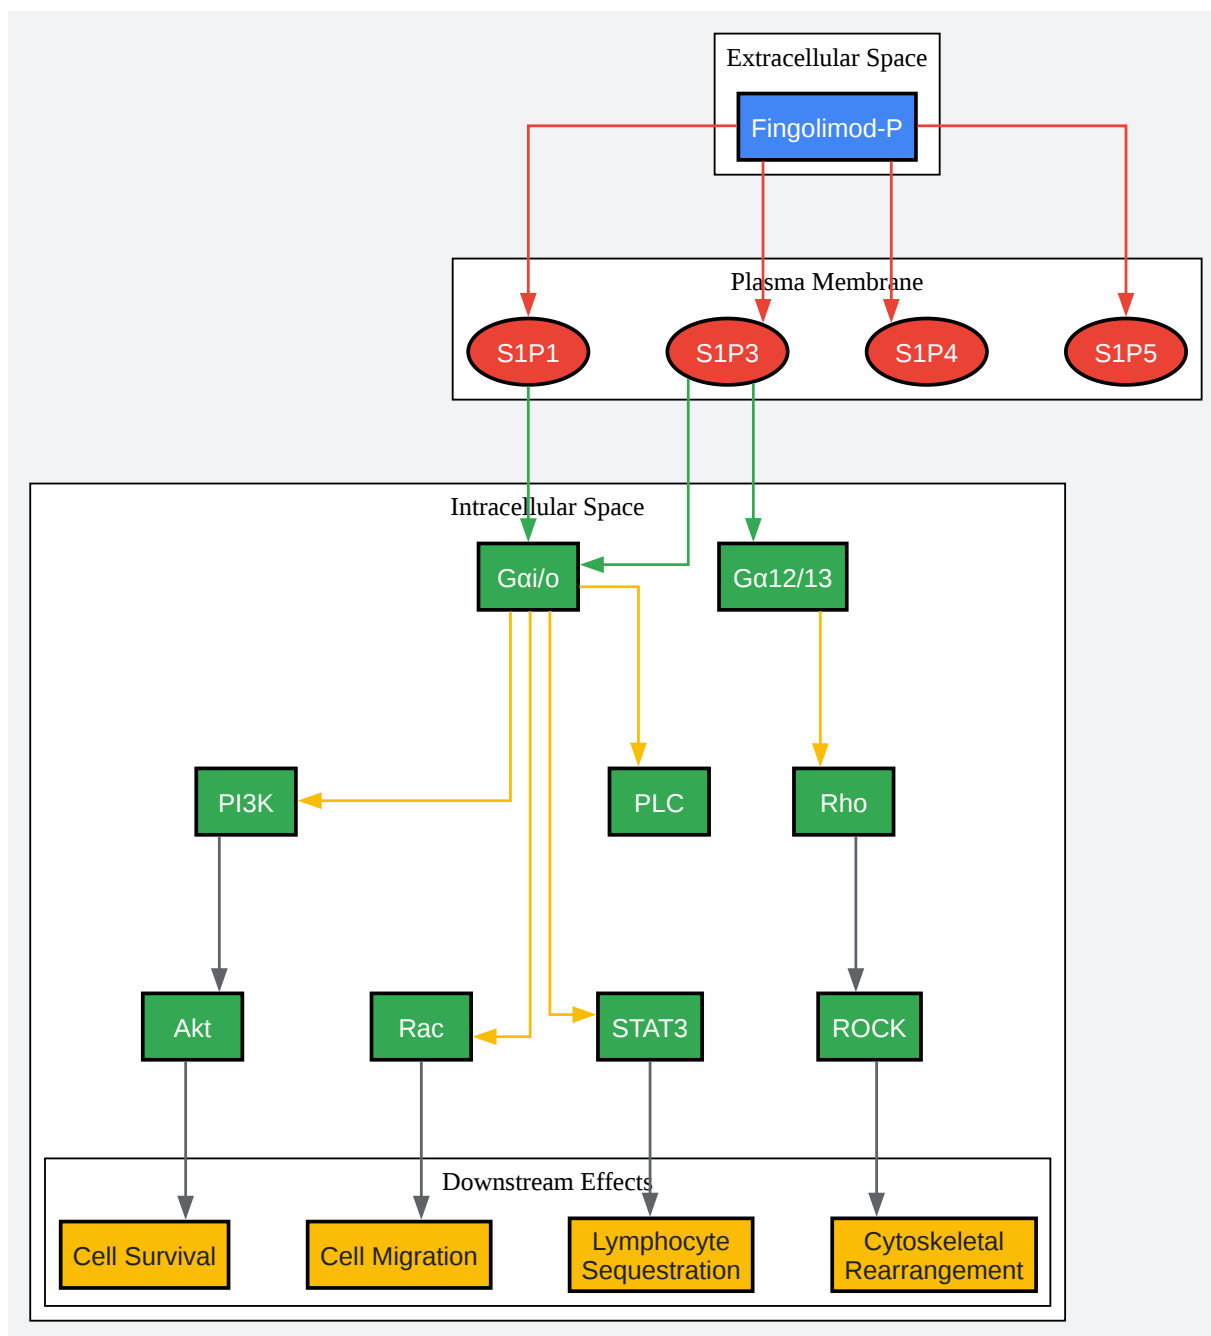 Extracellular Space
Fingolimod-P
Plasma Membrane
S1P1
S1P3
S1P4
S1P5
Intracellular Space
Gαi/o
Gα12/13
PI3K
PLC
Rho
Akt
Rac
STAT3
ROCK
Downstream Effects
Cell Survival
Cell Migration
Lymphocyte
Sequestration
Cytoskeletal
Rearrangement